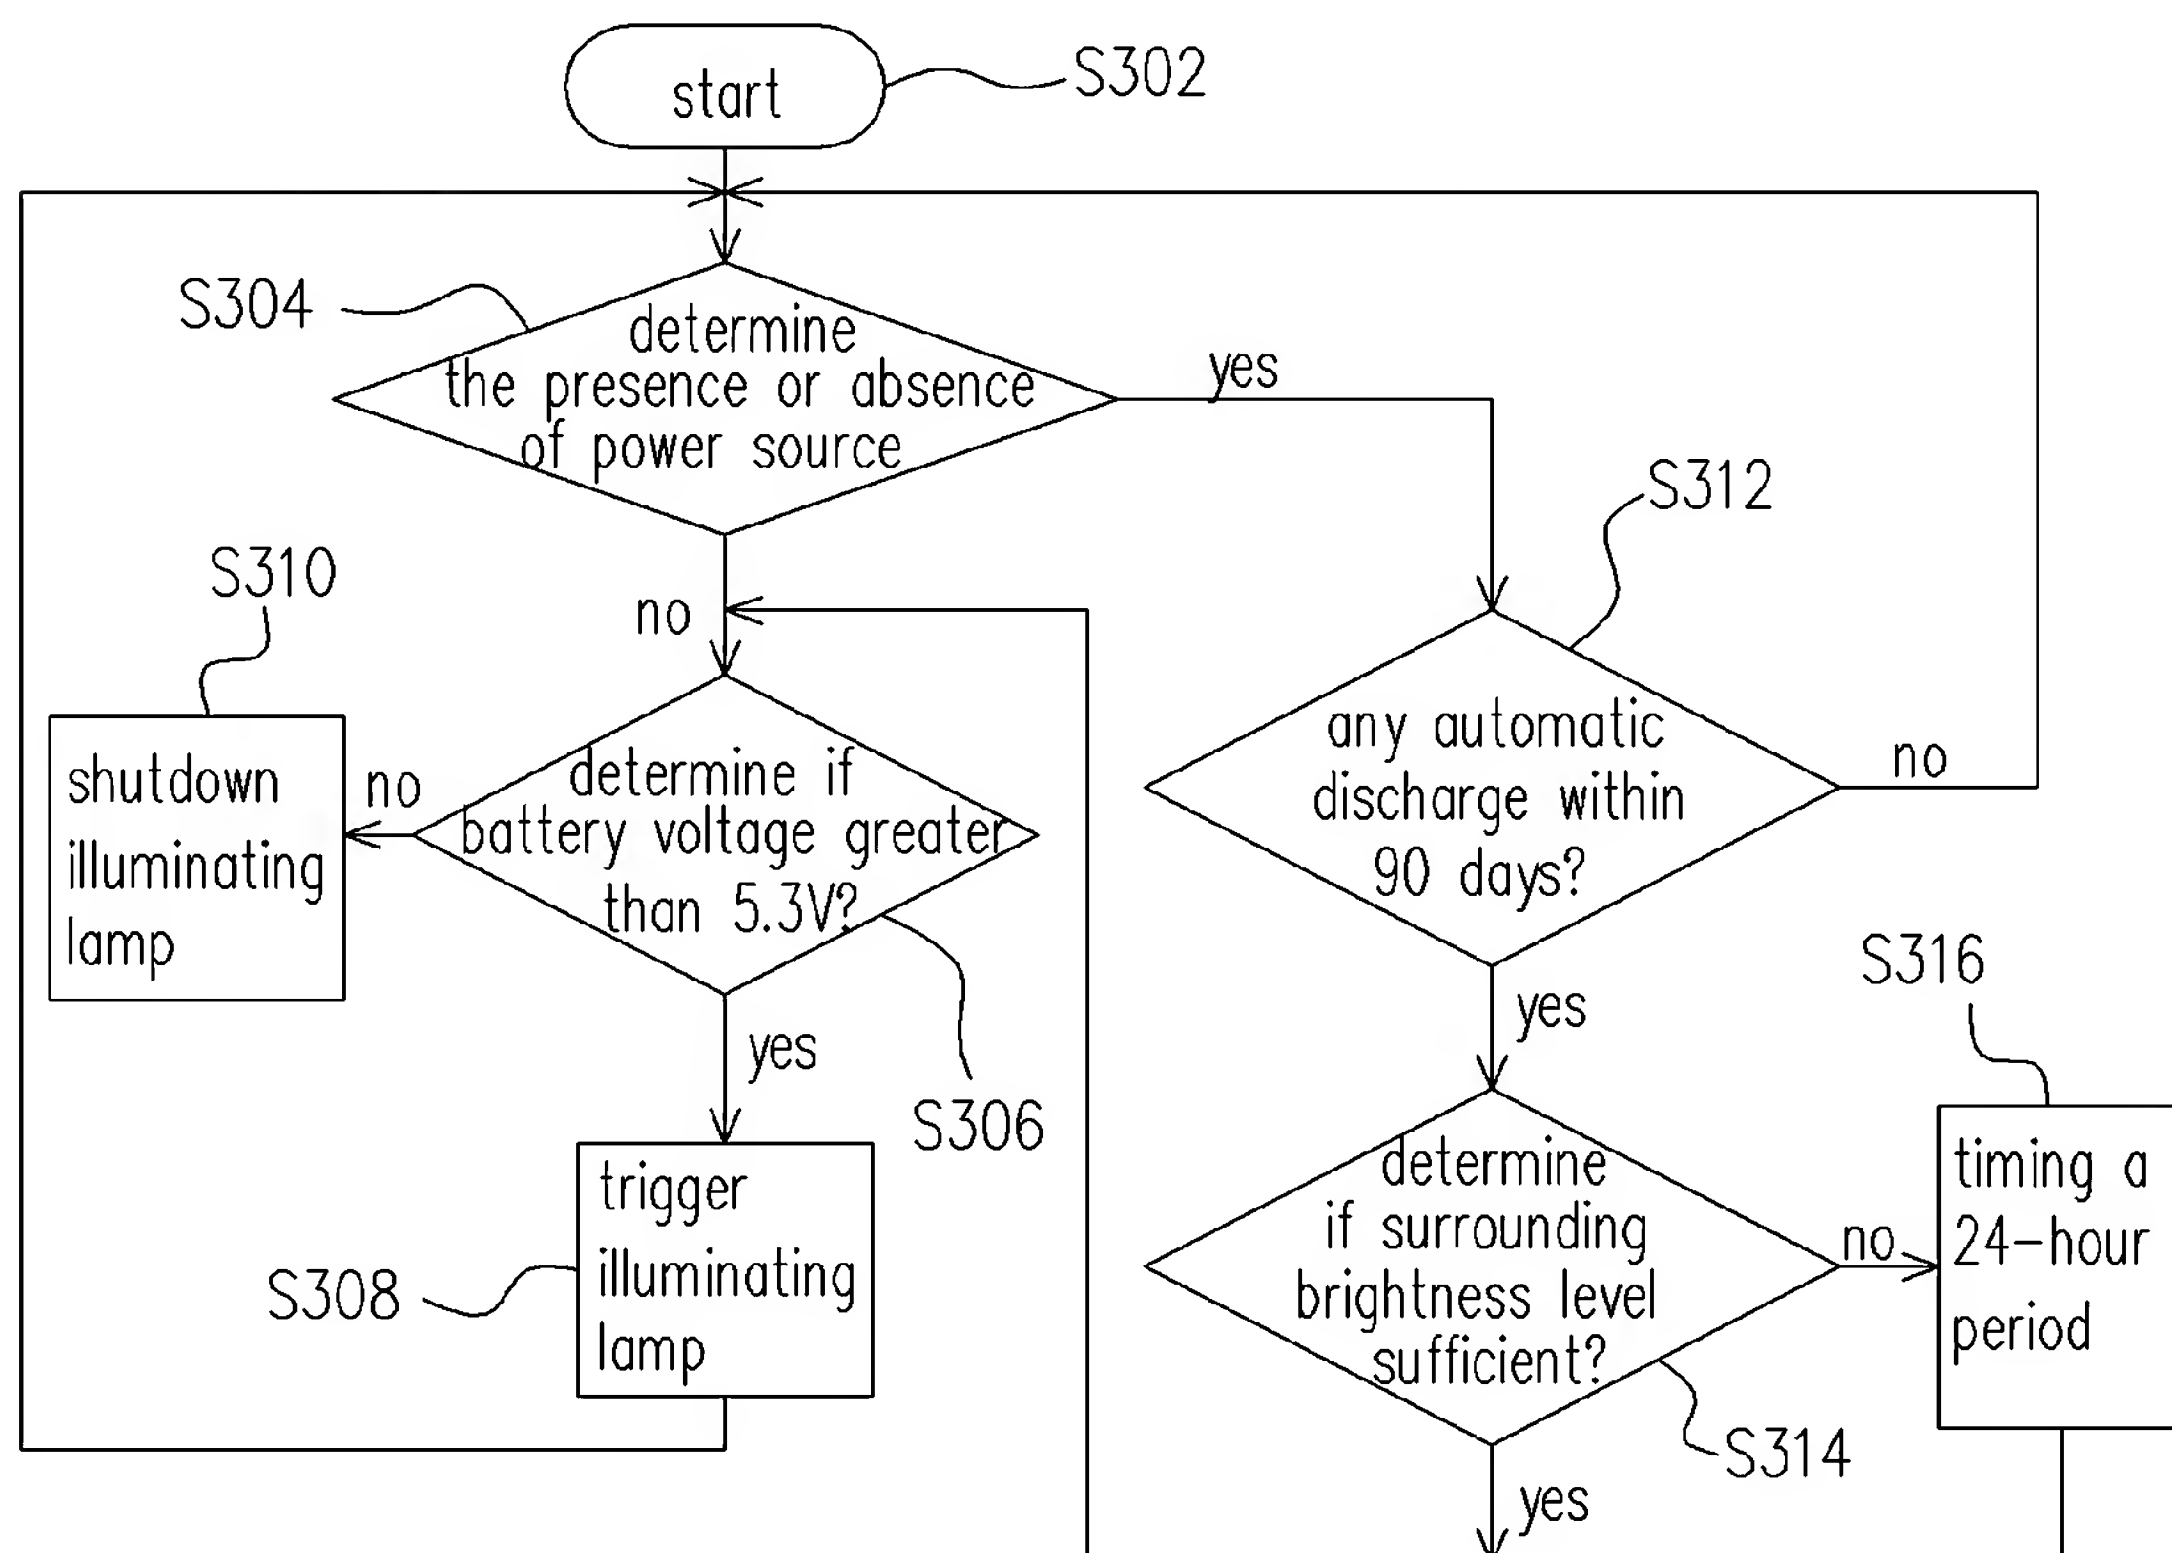 start
S302
S304
determine
the presence or absence
of power source
yes
S312
S310
no
any automatic
discharge within
90 days?
no
shutdown
illuminating
lamp
no
determine if
battery voltage greater
than 5.3V?
S316
yes
yes
S306
determine
if surrounding
brightness level
sufficient?
no
timing a
24-hour
period
trigger
illuminating
lamp
S308
S314
yes